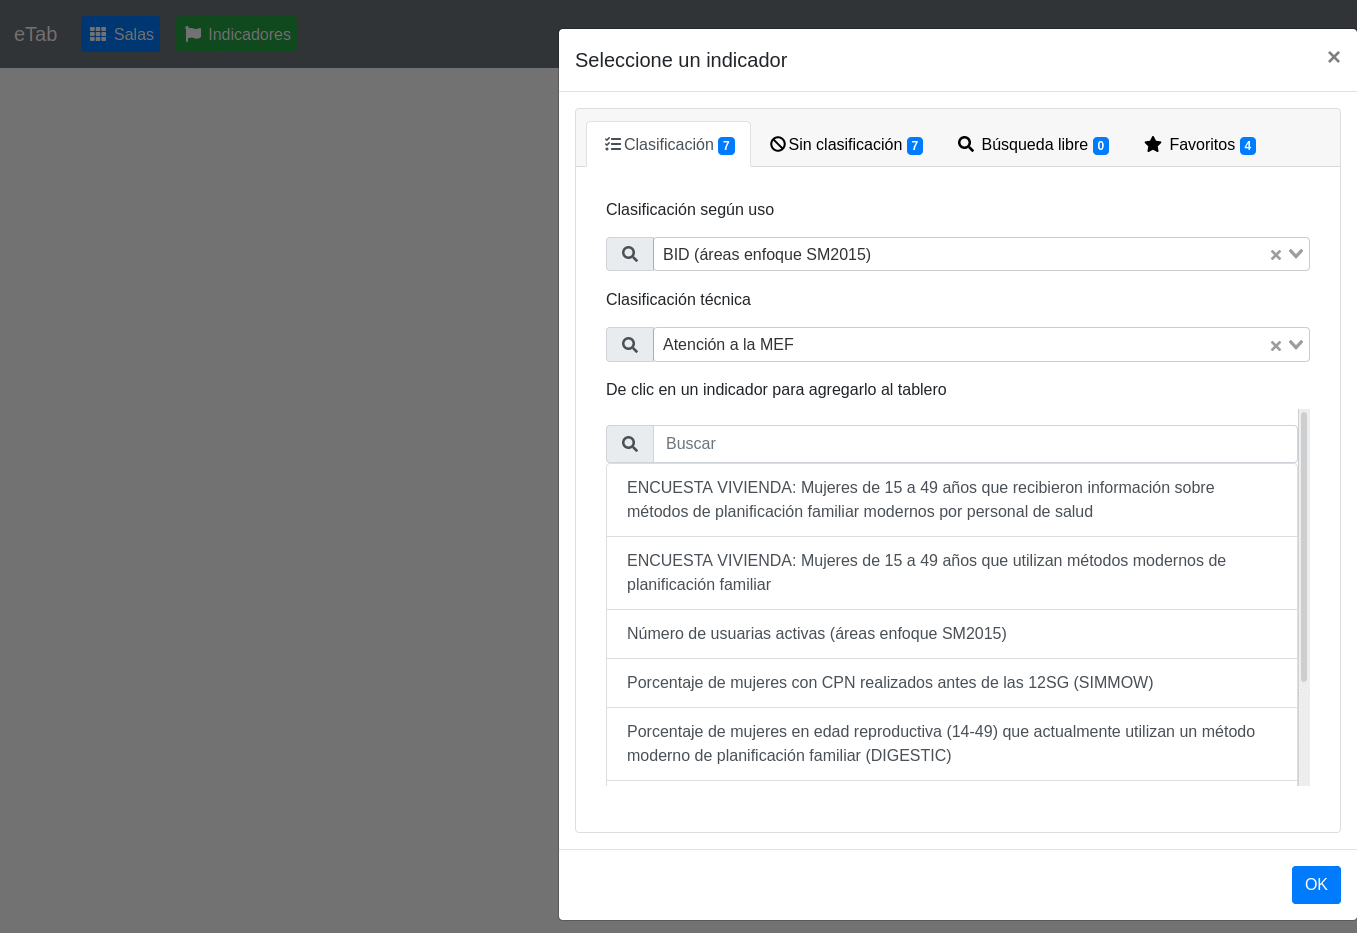 eTab Salas Indicadores
Seleccione un indicador ×
Clasificación 7 Sin clasificación 7 Búsqueda libre 0 Favoritos 4
Clasificación según uso
BID (áreas enfoque SM2015)
Clasificación técnica
Atención a la MEF
De clic en un indicador para agregarlo al tablero
Buscar
ENCUESTA VIVIENDA: Mujeres de 15 a 49 años que recibieron información sobre
métodos de planificación familiar modernos por personal de salud
ENCUESTA VIVIENDA: Mujeres de 15 a 49 años que utilizan métodos modernos de
planificación familiar
Número de usuarias activas (áreas enfoque SM2015)
Porcentaje de mujeres con CPN realizados antes de las 12SG (SIMMOW)
Porcentaje de mujeres en edad reproductiva (14-49) que actualmente utilizan un método
moderno de planificación familiar (DIGESTIC)
OK